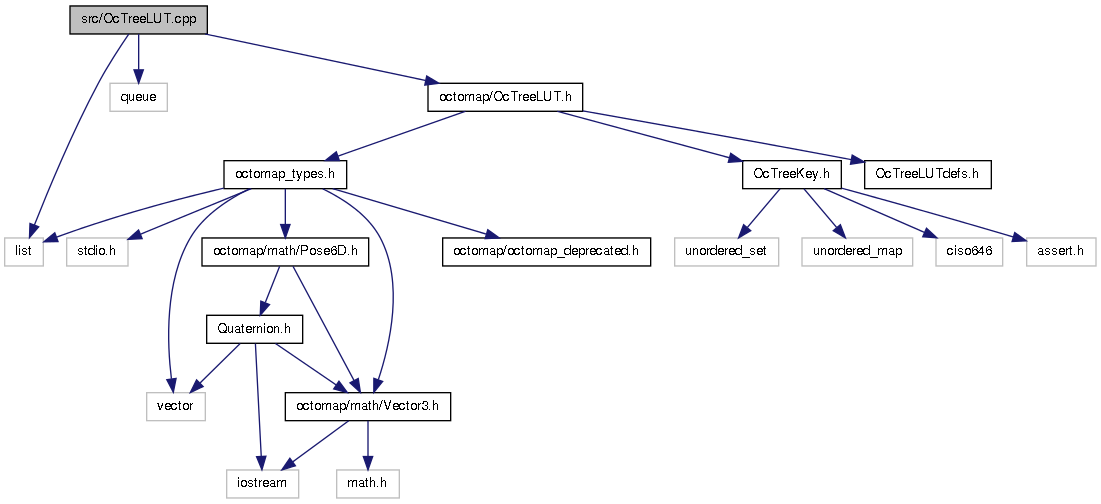 src/OcTreeLUT.cpp
queue
octomap/OcTreeLUT.h
octomap_types.h
OcTreeKey.h
OcTreeLUTdefs.h
list
stdio.h
octomap/math/Pose6D.h
octomap/octomap_deprecated.h
unordered_set
unordered_map
ciso646
assert.h
Quaternion.h
vector
octomap/math/Vector3.h
iostream
math.h